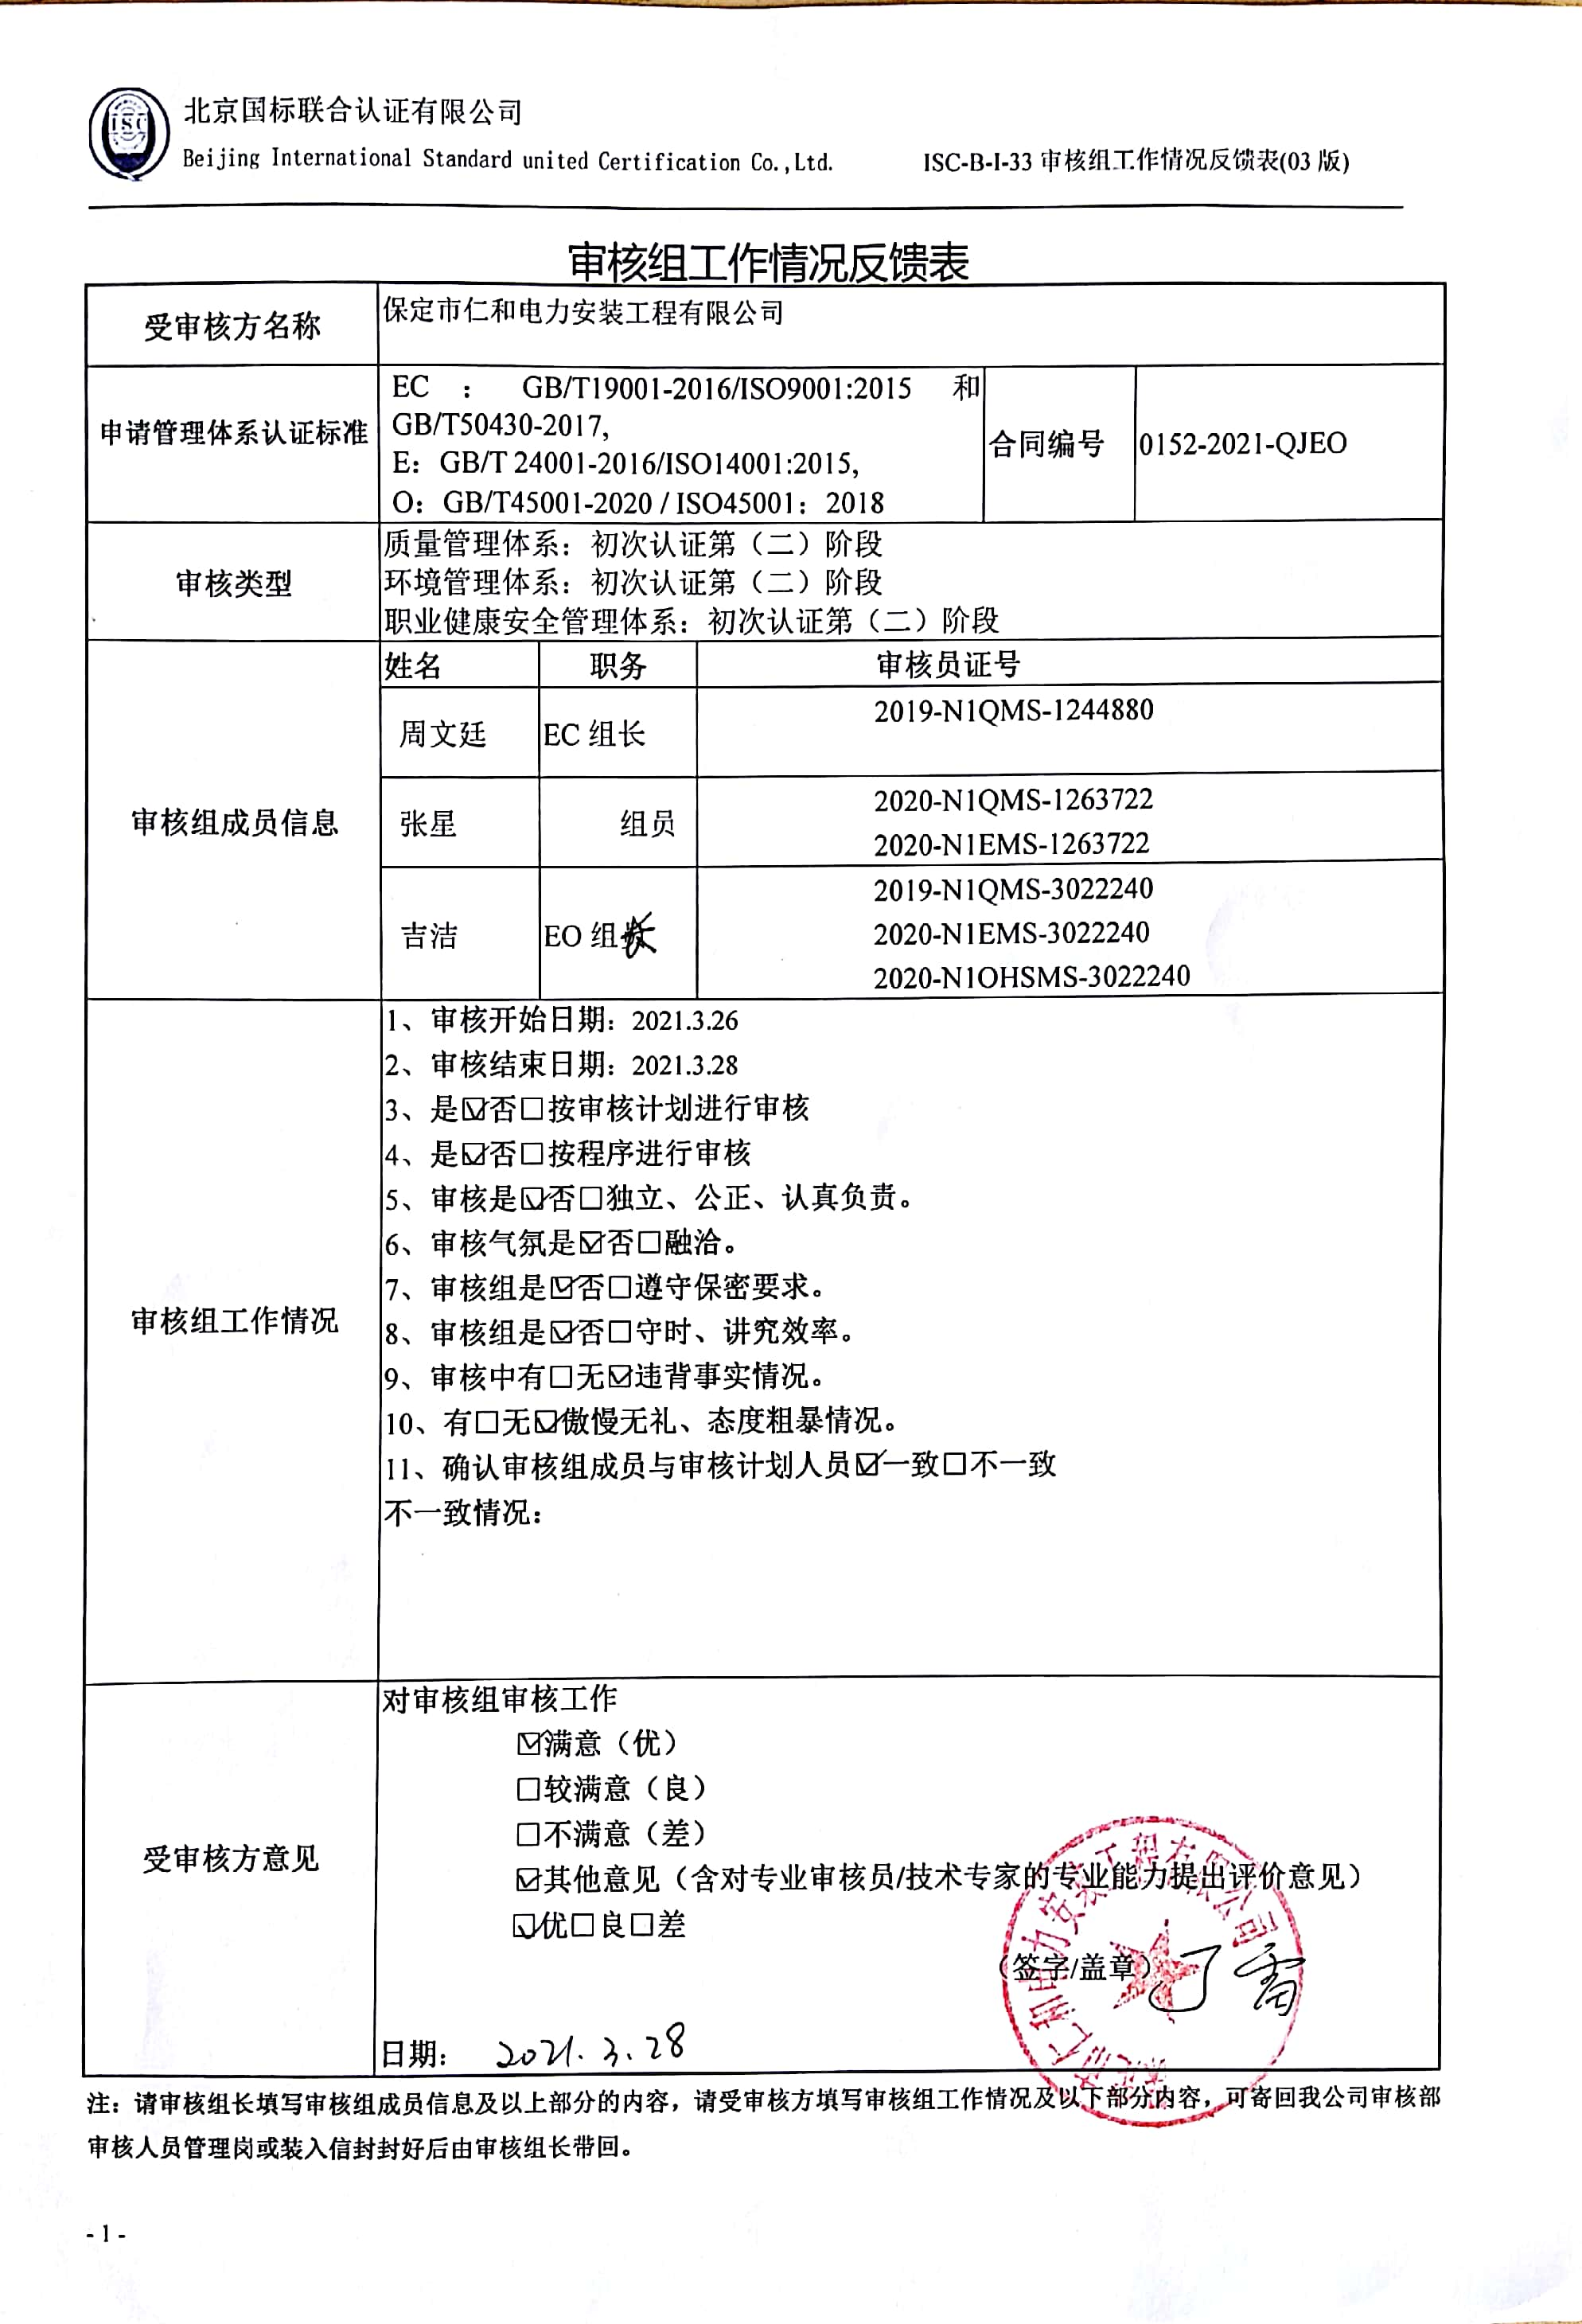 ISC
北京国标联合认证有限公司
Beijing International Standard united Certification Co.,Ltd.
ISC-B-I-33 审核组工作情况反馈表(03 版)
审核组工作情况反馈表
受审核方名称
保定市仁和电力安装工程有限公司
申请管理体系认证标准
EC : GB/T19001-2016/ISO9001:2015 和
GB/T50430-2017,
E：GB/T 24001-2016/ISO14001:2015,
O：GB/T45001-2020 / ISO45001：2018
合同编号
0152-2021-QJEO
审核类型
质量管理体系：初次认证第（二）阶段
环境管理体系：初次认证第（二）阶段
职业健康安全管理体系：初次认证第（二）阶段
审核组成员信息
姓名 职务 审核员证号
周文廷 EC 组长 2019-N1QMS-1244880
张星 组员 2020-N1QMS-1263722
2020-N1EMS-1263722
吉洁 EO 组长 2019-N1QMS-3022240
2020-N1EMS-3022240
2020-N1OHSMS-3022240
审核组工作情况
1、审核开始日期：2021.3.26
2、审核结束日期：2021.3.28
3、是☑否□按审核计划进行审核
4、是☑否□按程序进行审核
5、审核是☑否□独立、公正、认真负责。
6、审核气氛是☑否□融洽。
7、审核组是☑否□遵守保密要求。
8、审核组是☑否□守时、讲究效率。
9、审核中有□无☑违背事实情况。
10、有□无☑傲慢无礼、态度粗暴情况。
11、确认审核组成员与审核计划人员☑一致□不一致
不一致情况：
受审核方意见
对审核组审核工作
☑满意（优）
□较满意（良）
□不满意（差）
☑其他意见（含对专业审核员/技术专家的专业能力提出评价意见）
☑优□良□差
（签字/盖章）
保定市仁和电力安装工程有限公司
日期： 2021.3.28
注：请审核组长填写审核组成员信息及以上部分的内容，请受审核方填写审核组工作情况及以下部分内容，可寄回我公司审核部
审核人员管理岗或装入信封封好后由审核组长带回。
- 1 -